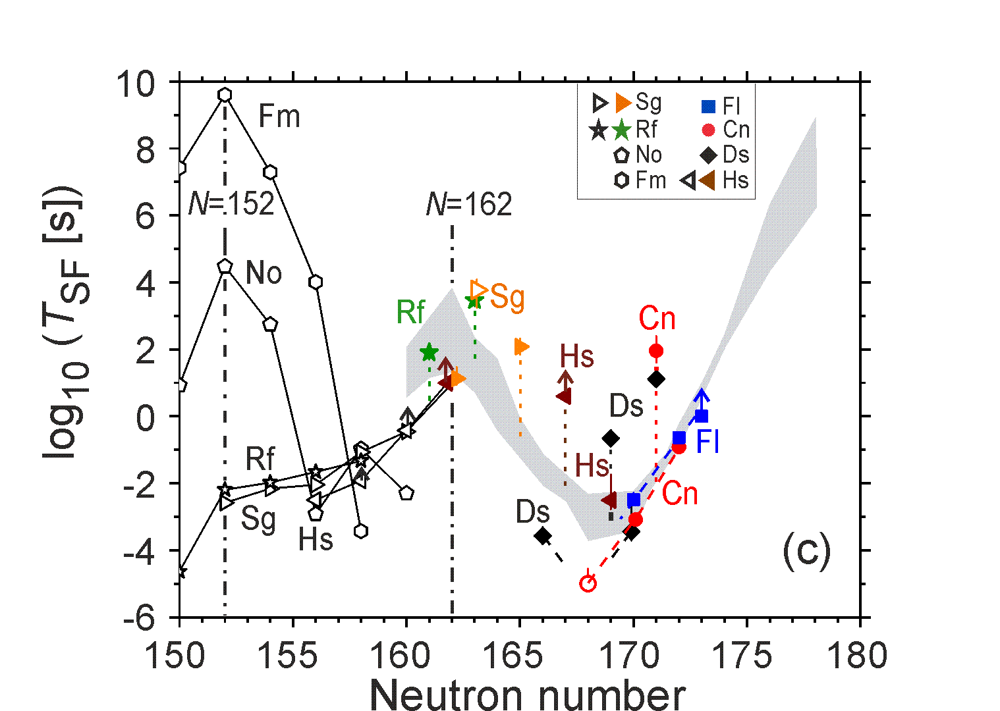 log10 (TSF [s])
10
8
6
4
2
0
-2
-4
-6
150
155
160
165
170
175
180
Neutron number
Sg
Rf
No
Fm
Fl
Cn
Ds
Hs
Fm
N=152
N=162
No
Sg
Rf
Cn
Hs
Ds
Fl
Rf
Hs
Cn
Sg
Ds
Hs
(c)